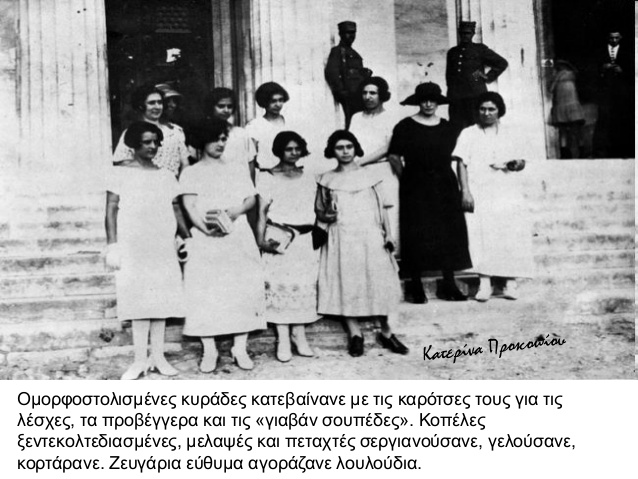 Κατερίνα Προκοπίου
Ομορφοστολισμένες κυράδες κατεβαίνανε με τις καρότσες τους για τις
λέσχες, τα προβέγγερα και τις «γιαβάν σουπέδες». Κοπέλες
ξεντεκολτεδιασμένες, μελαψές και πεταχτές σεργιανούσανε, γελούσανε,
κορτάρανε. Ζευγάρια εύθυμα αγοράζανε λουλούδια.